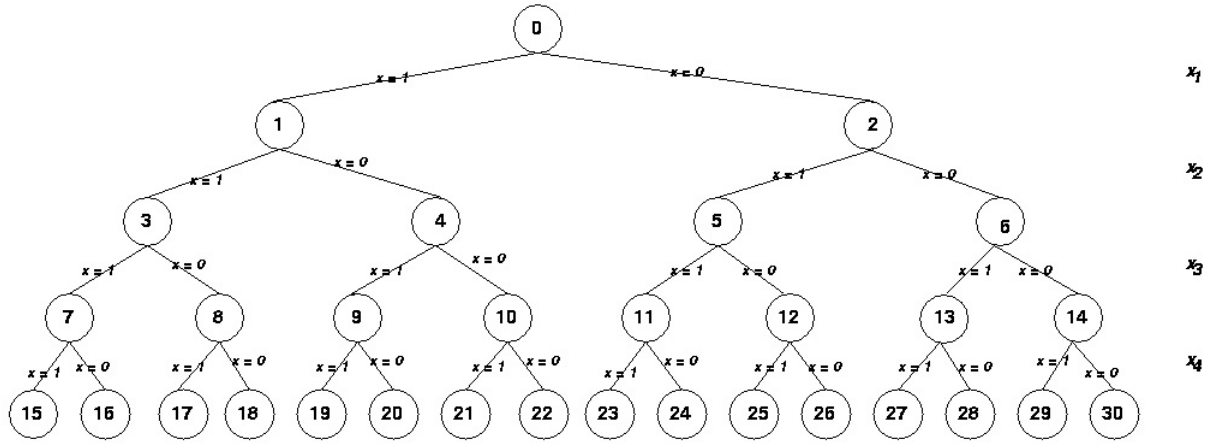 0
x = 1 x = 0 x1
1 2
x = 1 x = 0 x = 1 x = 0 x2
3 4 5 6
x = 1 x = 0 x = 1 x = 0 x = 1 x = 0 x = 1 x = 0 x3
7 8 9 10 11 12 13 14
x = 1 x = 0 x = 1 x = 0 x = 1 x = 0 x = 1 x = 0 x = 1 x = 0 x = 1 x = 0 x = 1 x = 0 x = 1 x = 0 x4
15 16 17 18 19 20 21 22 23 24 25 26 27 28 29 30